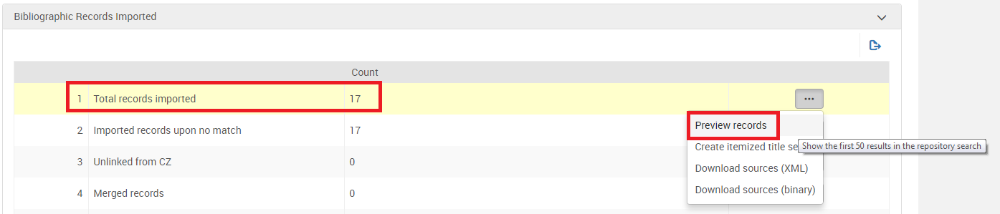 Bibliographic Records Imported
Count
1 Total records imported 17
2 Imported records upon no match 17
Preview records
Show the first 50 results in the repository search
Create itemized title se
3 Unlinked from CZ 0
Download sources (XML)
4 Merged records 0
Download sources (binary)